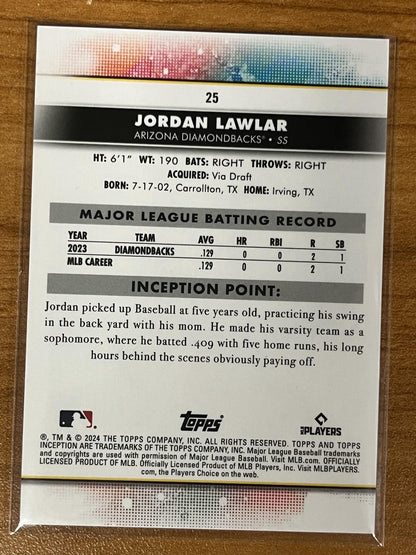 25
JORDAN LAWLAR
ARIZONA DIAMONDBACKS® • SS
HT: 6'1" WT: 190 BATS: RIGHT THROWS: RIGHT
ACQUIRED: Via Draft
BORN: 7-17-02, Carrollton, TX HOME: Irving, TX
MAJOR LEAGUE BATTING RECORD
YEAR TEAM AVG HR RBI R SB
2023 DIAMONDBACKS .129 0 0 2 1
MLB CAREER .129 0 0 2 1
INCEPTION POINT:
Jordan picked up Baseball at five years old, practicing his swing
in the back yard with his mom. He made his varsity team as a
sophomore, where he batted .409 with five home runs, his long
hours behind the scenes obviously paying off.
topps
PLAYERS
®, TM & © 2024 THE TOPPS COMPANY, INC. ALL RIGHTS RESERVED. TOPPS AND TOPPS
INCEPTION ARE TRADEMARKS OF THE TOPPS COMPANY, INC. Major League Baseball trademarks
and copyrights are used with permission of Major League Baseball. Visit MLB.com. OFFICIALLY
LICENSED PRODUCT OF MLB. Officially Licensed Product of MLB Players, Inc. Visit MLBPLAYERS.
com, the Players Choice on the web.